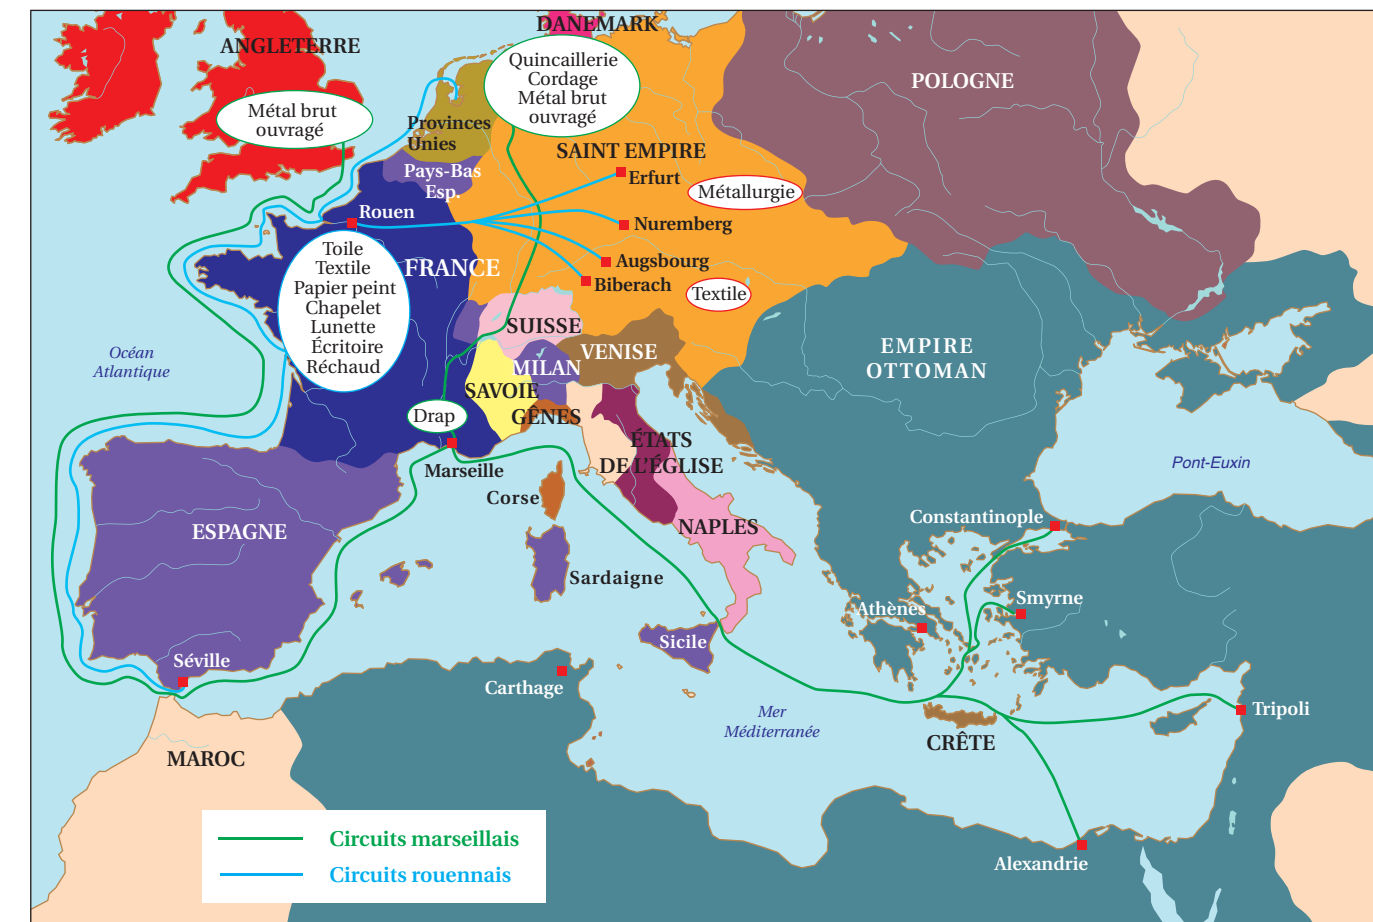 DANEMARK
ANGLETERRE
Quincaillerie
Cordage
Métal brut
ouvragé
POLOGNE
Métal brut
ouvragé
Provinces
Unies
SAINT EMPIRE
Pays-Bas
Esp.
Erfurt
Métallurgie
Rouen
Nuremberg
Toile
Textile
Papier peint
Chapelet
Lunette
Écritoire
Réchaud
FRANCE
Augsbourg
Biberach
Textile
SUISSE
VENISE
EMPIRE
OTTOMAN
Océan
Atlantique
MILAN
SAVOIE
GÊNES
Drap
ÉTATS
DE L'ÉGLISE
Marseille
Pont-Euxin
Corse
Constantinople
ESPAGNE
NAPLES
Sardaigne
Smyrne
Athènes
Sicile
Séville
Carthage
Tripoli
Mer
Méditerranée
CRÊTE
MAROC
Circuits marseillais
Circuits rouennais
Alexandrie